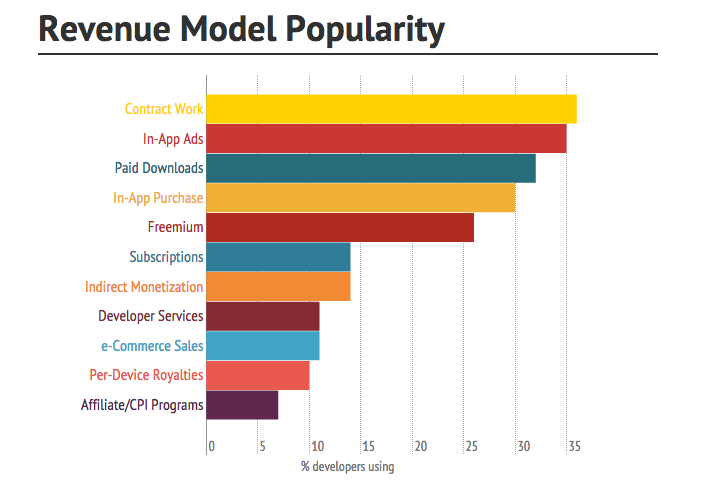 Revenue Model Popularity
Contract Work
In-App Ads
Paid Downloads
In-App Purchase
Freemium
Subscriptions
Indirect Monetization
Developer Services
e-Commerce Sales
Per-Device Royalties
Affiliate/CPI Programs
0 5 10 15 20 25 30 35
% developers using